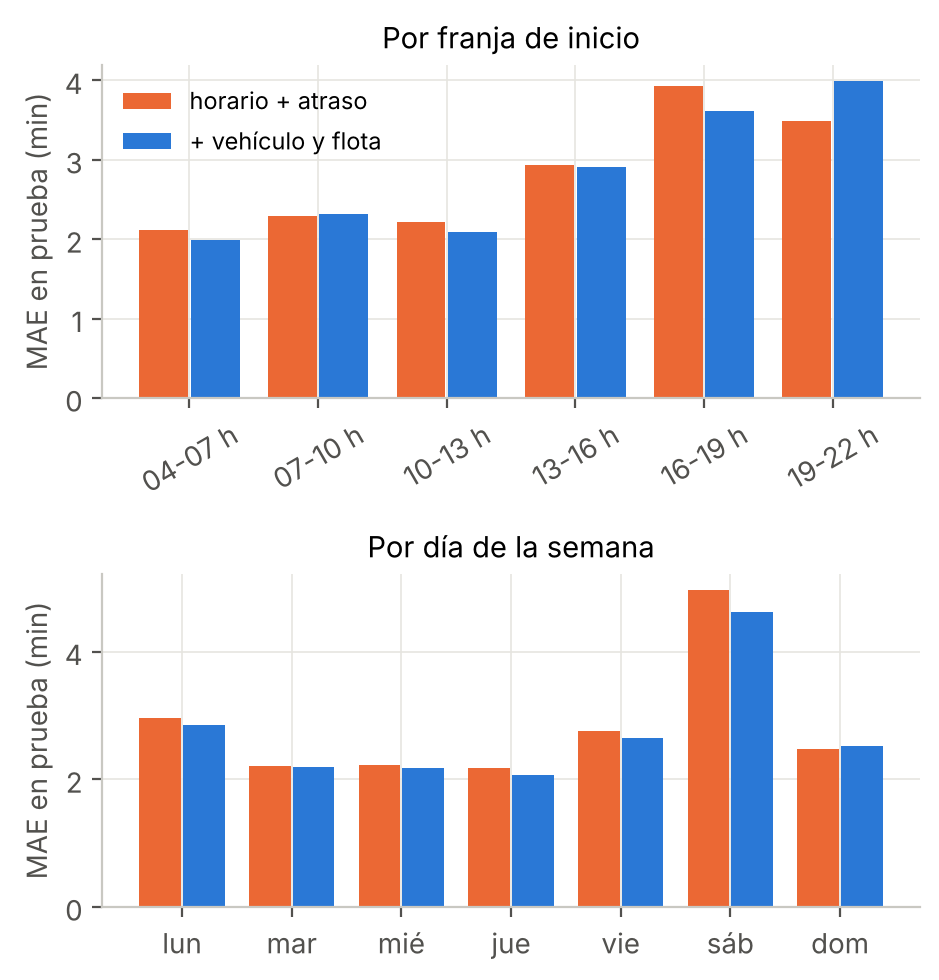 Por franja de inicio
MAE en prueba (min)
4
3
2
1
0
horario + atraso
+ vehículo y flota
04-07 h
07-10 h
10-13 h
13-16 h
16-19 h
19-22 h
Por día de la semana
MAE en prueba (min)
4
2
0
lun
mar
mié
jue
vie
sáb
dom